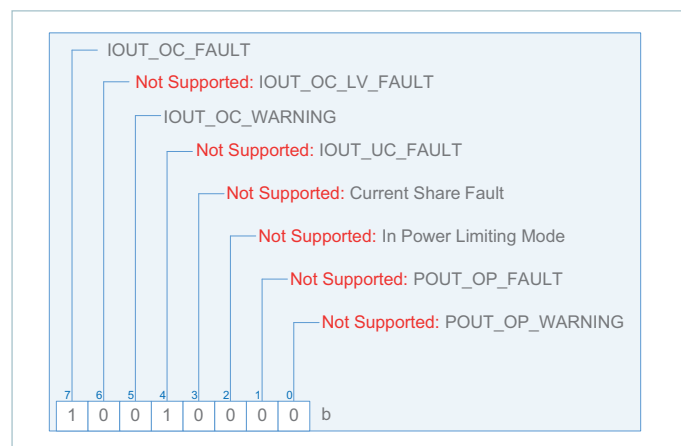 IOUT_OC_FAULT
Not Supported: IOUT_OC_LV_FAULT
IOUT_OC_WARNING
Not Supported: IOUT_UC_FAULT
Not Supported: Current Share Fault
Not Supported: In Power Limiting Mode
Not Supported: POUT_OP_FAULT
Not Supported: POUT_OP_WARNING
7 6 5 4 3 2 1 0
1 0 0 1 0 0 0 0 b